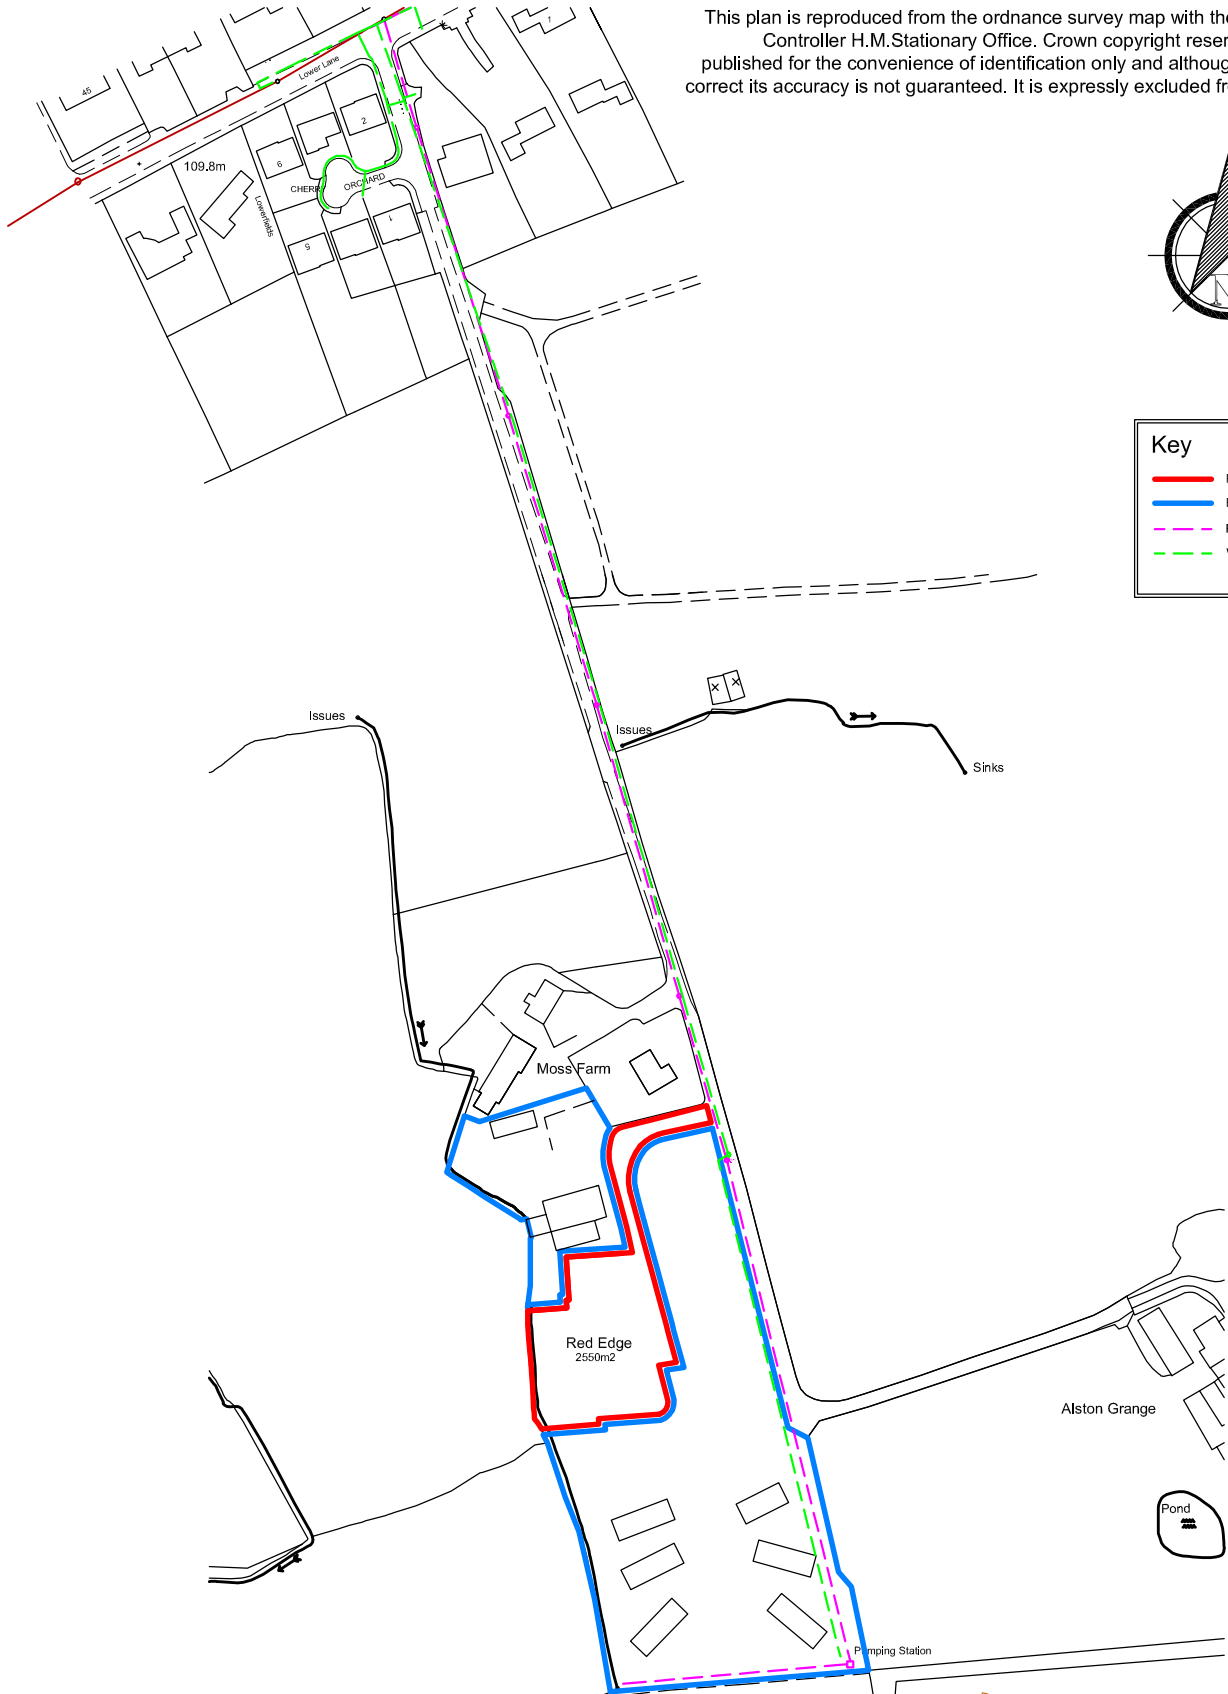 This plan is reproduced from the ordnance survey map with the
Controller H.M.Stationary Office. Crown copyright reser
published for the convenience of identification only and althoug
correct its accuracy is not guaranteed. It is expressly excluded fr
45
Lower Lane
7
2
109.8m
6
CHERR
ORCHARD
Lowerfields
1
5
N
Key
Issues
Issues
Sinks
Moss Farm
Red Edge
2550m2
Alston Grange
Pond
Pumping Station